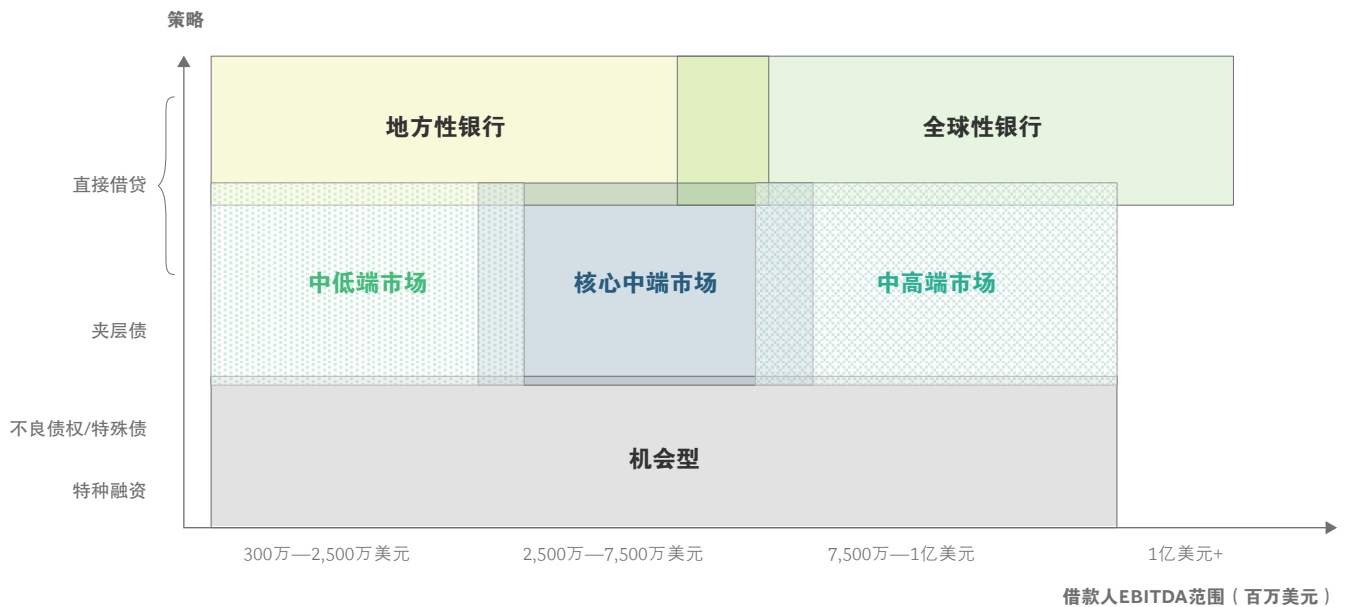 策略
地方性银行
全球性银行
直接借贷
中低端市场
核心中端市场
中高端市场
夹层债
不良债权/特殊债
机会型
特种融资
300万—2,500万美元
2,500万—7,500万美元
7,500万—1亿美元
1亿美元+
借款人EBITDA范围（百万美元）